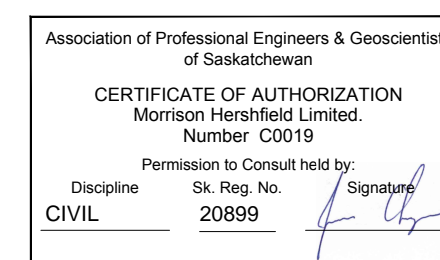 Association of Professional Engineers & Geoscientist
of Saskatchewan
CERTIFICATE OF AUTHORIZATION
Morrison Hershfield Limited.
Number C0019
Permission to Consult held by:
Discipline Sk. Reg. No. Signature
CIVIL 20899